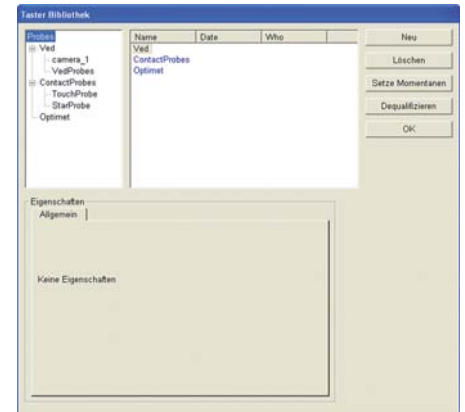 Taster Bibliothek
Probes
Ved
camera_1
VedProbes
ContactProbes
TouchProbe
StarProbe
Optimet
Name Date Who
Ved
ContactProbes
Optimet
Neu
Löschen
Setze Momentanen
Dequalifizieren
OK
Eigenschaften
Allgemein
Keine Eigenschaften